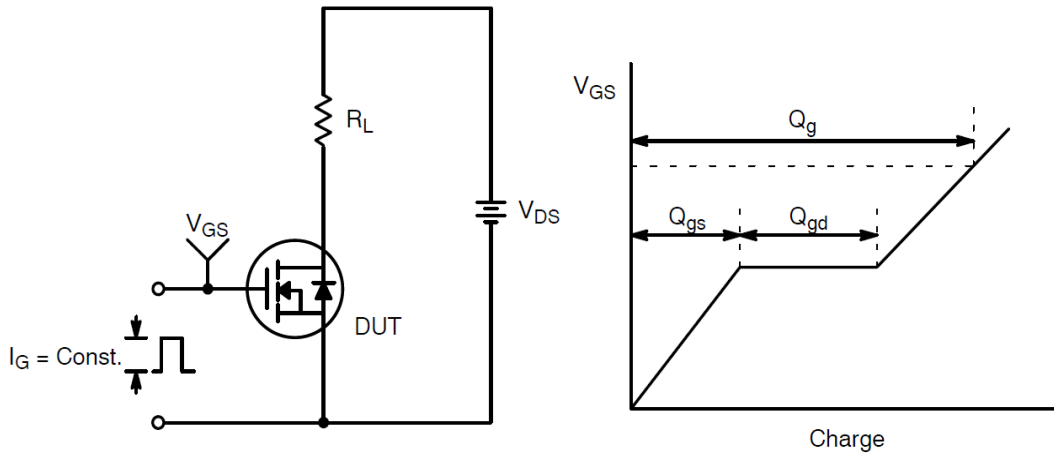 R_L
V_GS
V_DS
DUT
I_G = Const.
V_GS
Q_g
Q_gs
Q_gd
Charge